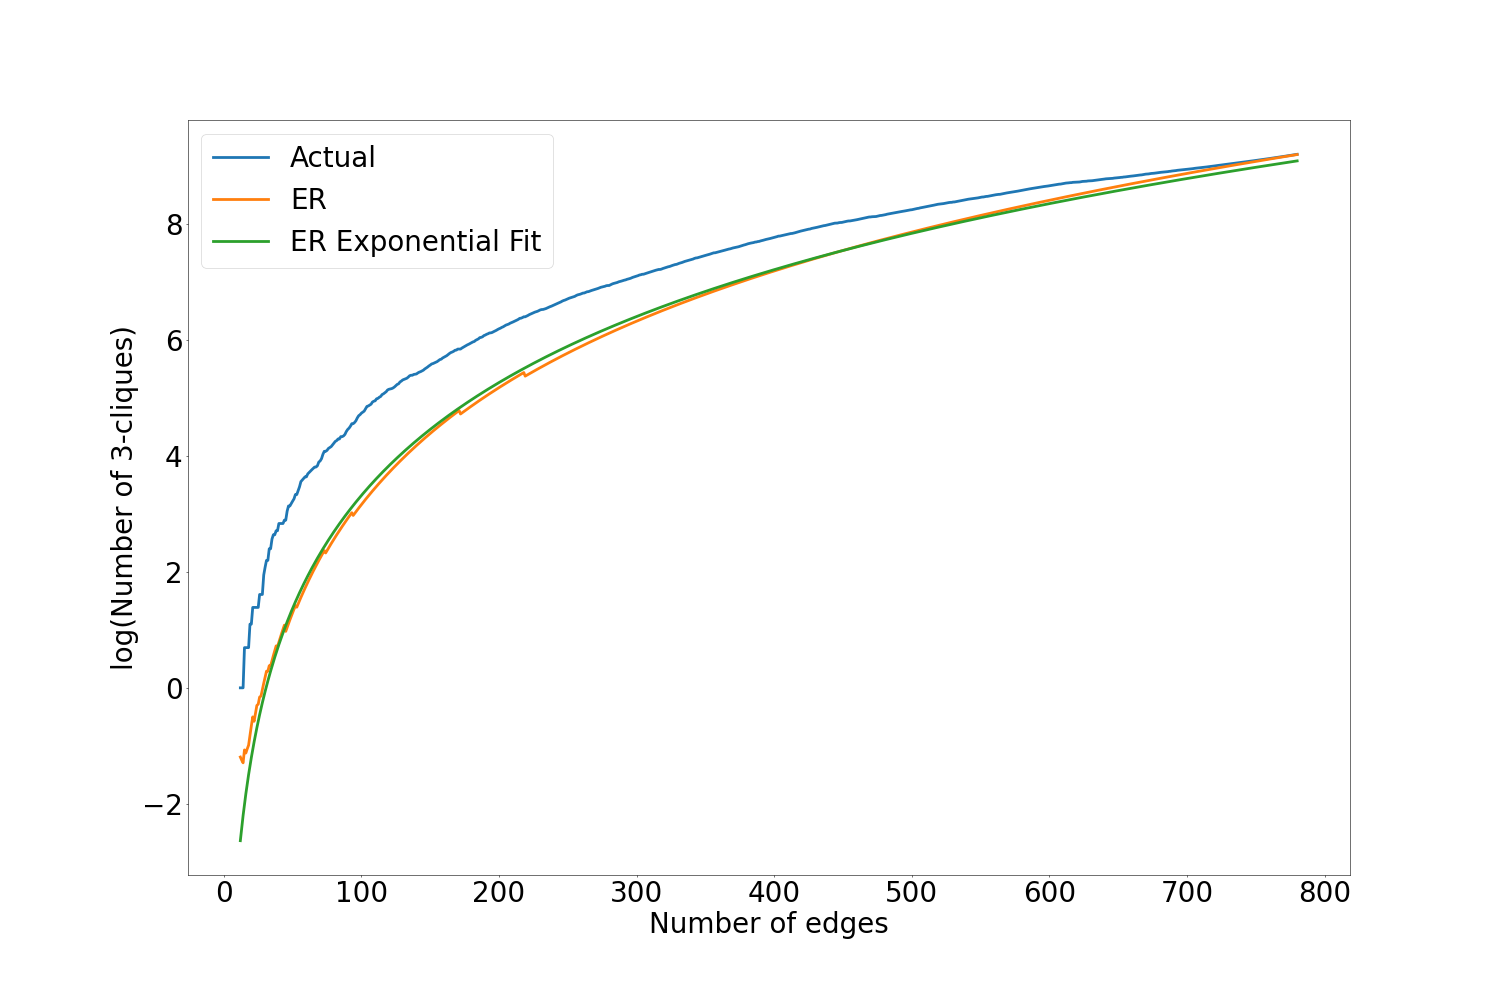 Actual
ER
ER Exponential Fit
log(Number of 3-cliques)
8
6
4
2
0
−2
0 100 200 300 400 500 600 700 800
Number of edges